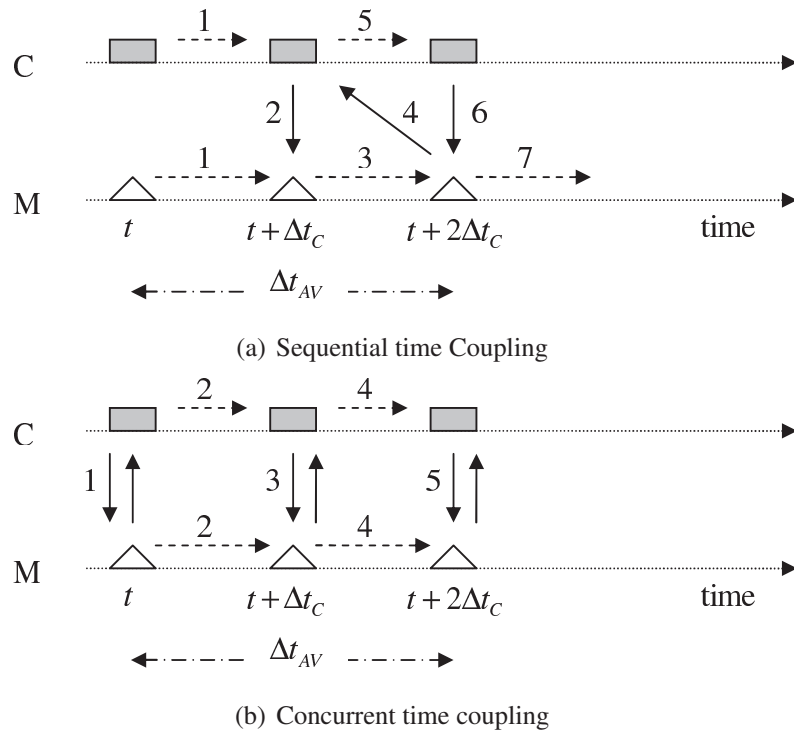 1 5
C
2 4 6
1 3 7
M
t t + Δt_C t + 2Δt_C time
Δt_AV
(a) Sequential time Coupling
2 4
C
1 3 5
2 4
M
t t + Δt_C t + 2Δt_C time
Δt_AV
(b) Concurrent time coupling